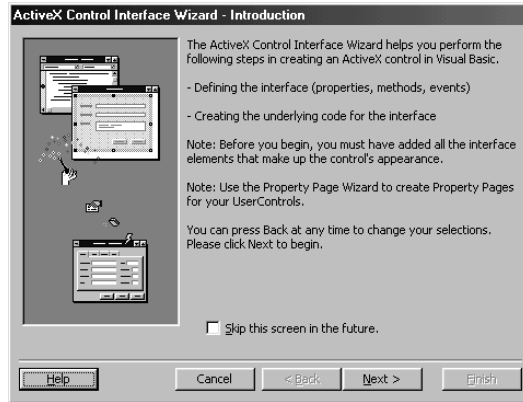 ActiveX Control Interface Wizard - Introduction
The ActiveX Control Interface Wizard helps you perform the
following steps in creating an ActiveX control in Visual Basic.
- Defining the interface (properties, methods, events)
- Creating the underlying code for the interface
Note: Before you begin, you must have added all the interface
elements that make up the control's appearance.
Note: Use the Property Page Wizard to create Property Pages
for your UserControls.
You can press Back at any time to change your selections.
Please click Next to begin.
Skip this screen in the future.
Help Cancel < Back Next > Finish